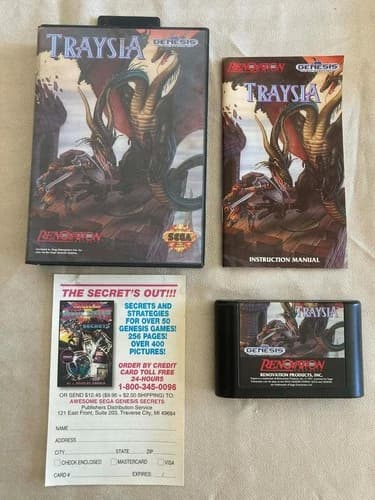 TRAYSIA
GENESIS
RENOVATION
SEGA
RENOVATION
GENESIS
TRAYSIA
INSTRUCTION MANUAL
THE SECRET'S OUT!!!
SECRETS
SECRETS AND
STRATEGIES
FOR OVER 50
GENESIS GAMES!
256 PAGES!
OVER 400
PICTURES!
ORDER BY CREDIT
CARD TOLL FREE
24-HOURS
1-800-345-0096
OR SEND $12.45 ($9.95 + $2.50 SHIPPING) TO:
AWESOME SEGA GENESIS SECRETS
Publishers Distribution Service
121 East Front, Suite 203, Traverse City, MI 49684
NAME
ADDRESS
CITY STATE ZIP
CHECK ENCLOSED MASTERCARD VISA
CARD # EXPIRES: /
TRAYSIA
GENESIS
RENOVATION
RENOVATION PRODUCTS, INC.